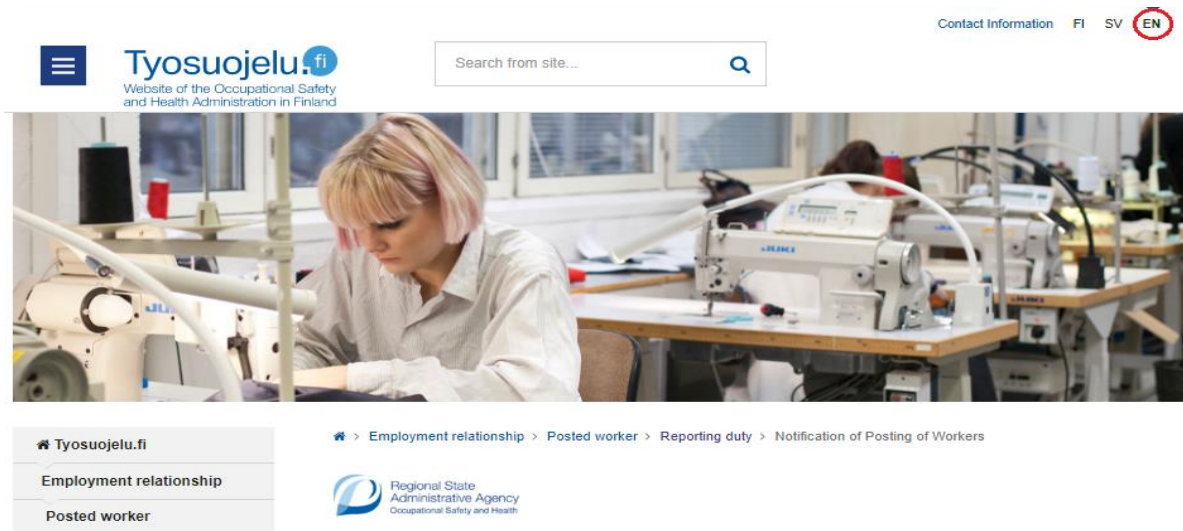 Contact Information FI SV EN
Tyosuojelu.fi
Website of the Occupational Safety
and Health Administration in Finland
Search from site...
JUKI
JUKI
Tyosuojelu.fi
Employment relationship
Posted worker
> Employment relationship > Posted worker > Reporting duty > Notification of Posting of Workers
Regional State
Administrative Agency
Occupational Safety and Health